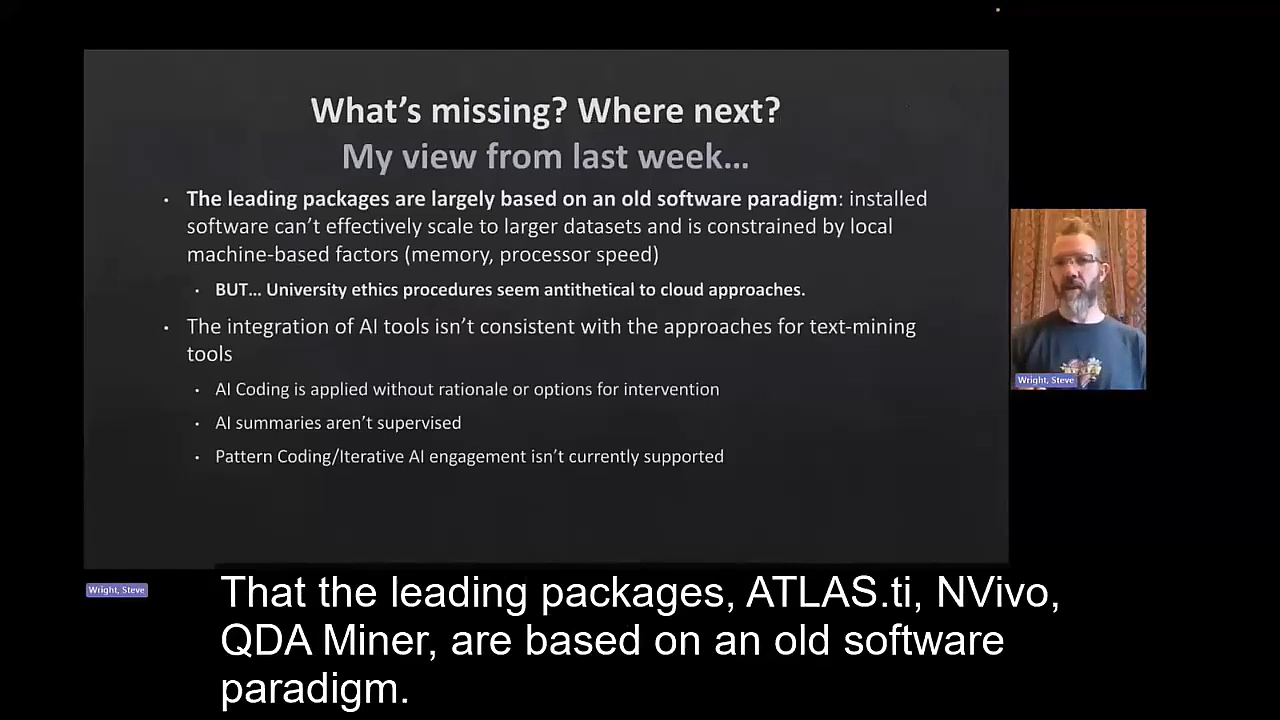 What’s missing? Where next?
My view from last week…
• The leading packages are largely based on an old software paradigm: installed
software can’t effectively scale to larger datasets and is constrained by local
machine-based factors (memory, processor speed)
• BUT… University ethics procedures seem antithetical to cloud approaches.
• The integration of AI tools isn’t consistent with the approaches for text-mining
tools
• AI Coding is applied without rationale or options for intervention
• AI summaries aren’t supervised
• Pattern Coding/Iterative AI engagement isn’t currently supported
Wright, Steve
Wright, Steve
That the leading packages, ATLAS.ti, NVivo,
QDA Miner, are based on an old software
paradigm.